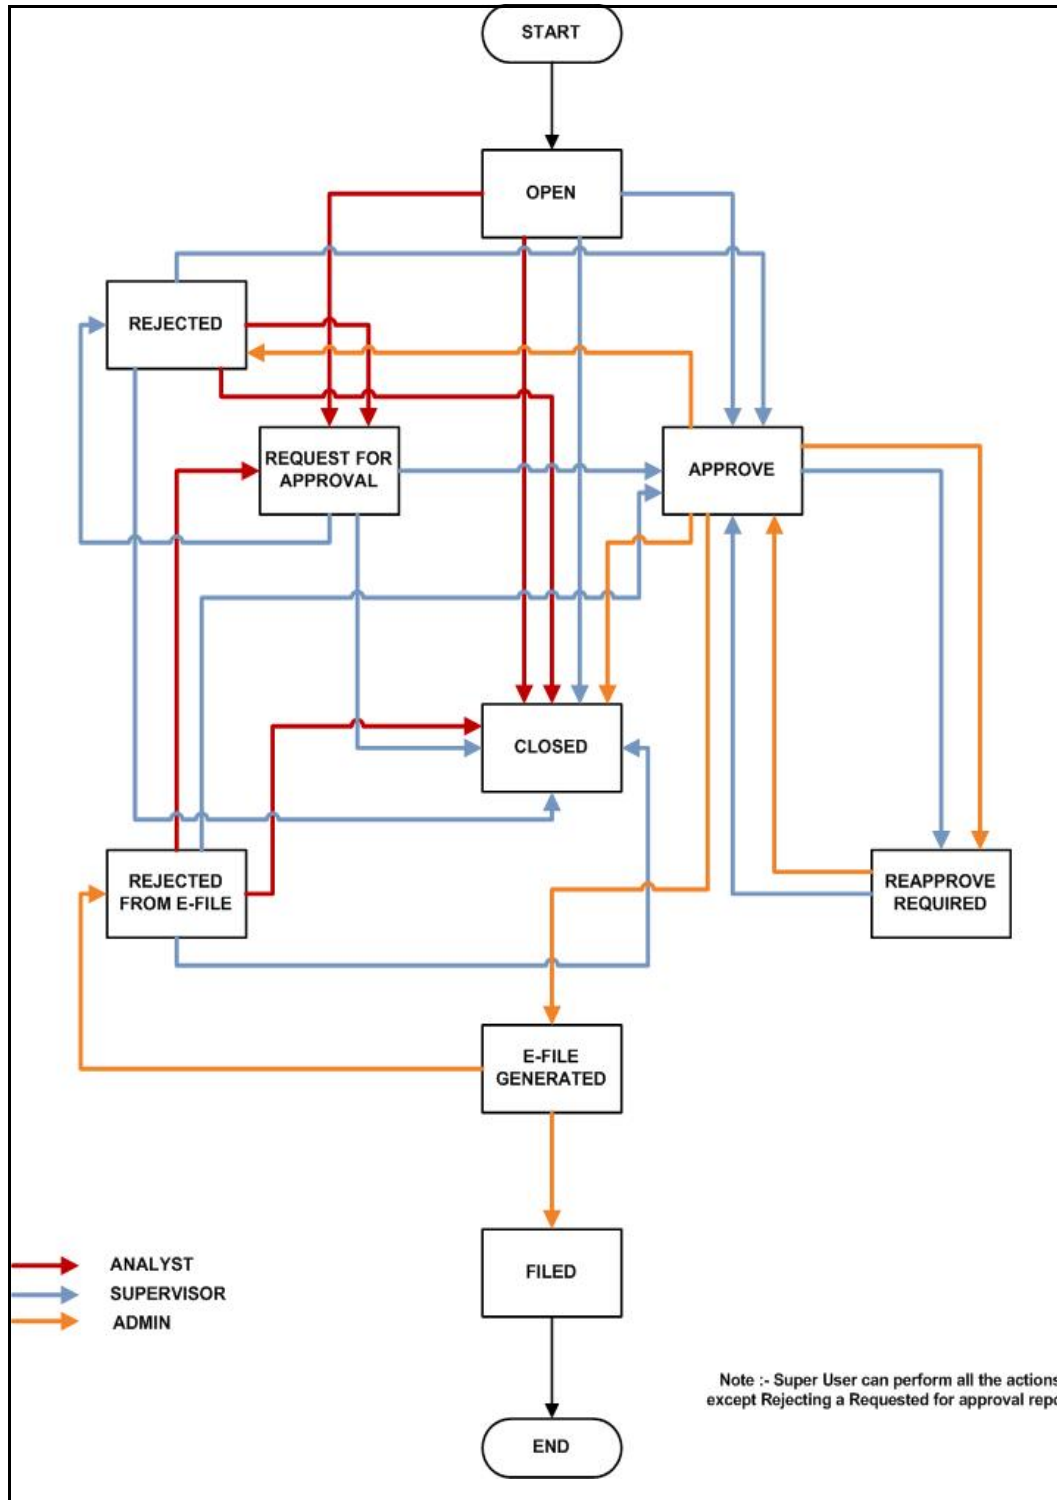 START
OPEN
REJECTED
REQUEST FOR
APPROVAL
APPROVE
CLOSED
REJECTED
FROM E-FILE
REAPPROVE
REQUIRED
E-FILE
GENERATED
FILED
ANALYST
SUPERVISOR
ADMIN
Note :- Super User can perform all the actions
except Rejecting a Requested for approval repo
END